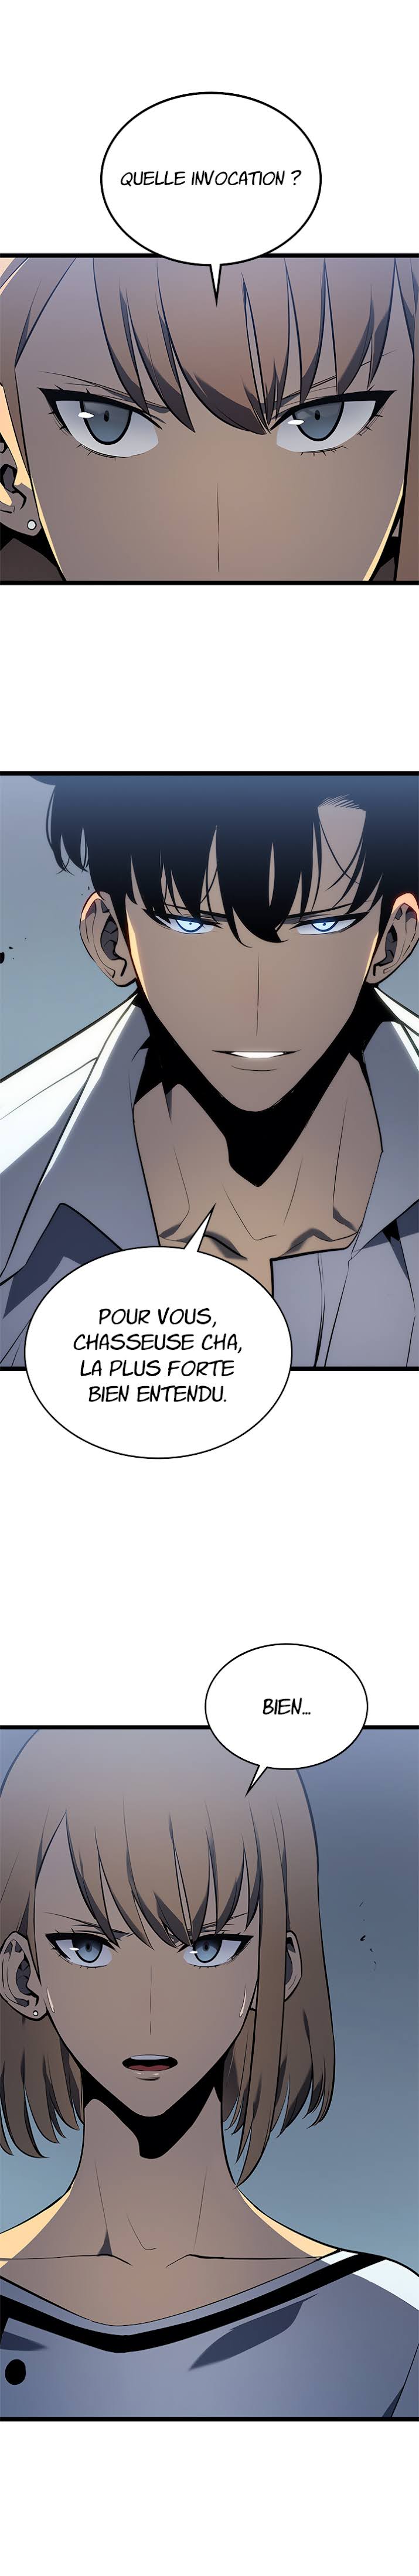 QUELLE INVOCATION ?
POUR VOUS,
CHASSEUSE CHA,
LA PLUS FORTE
BIEN ENTENDU.
BIEN...